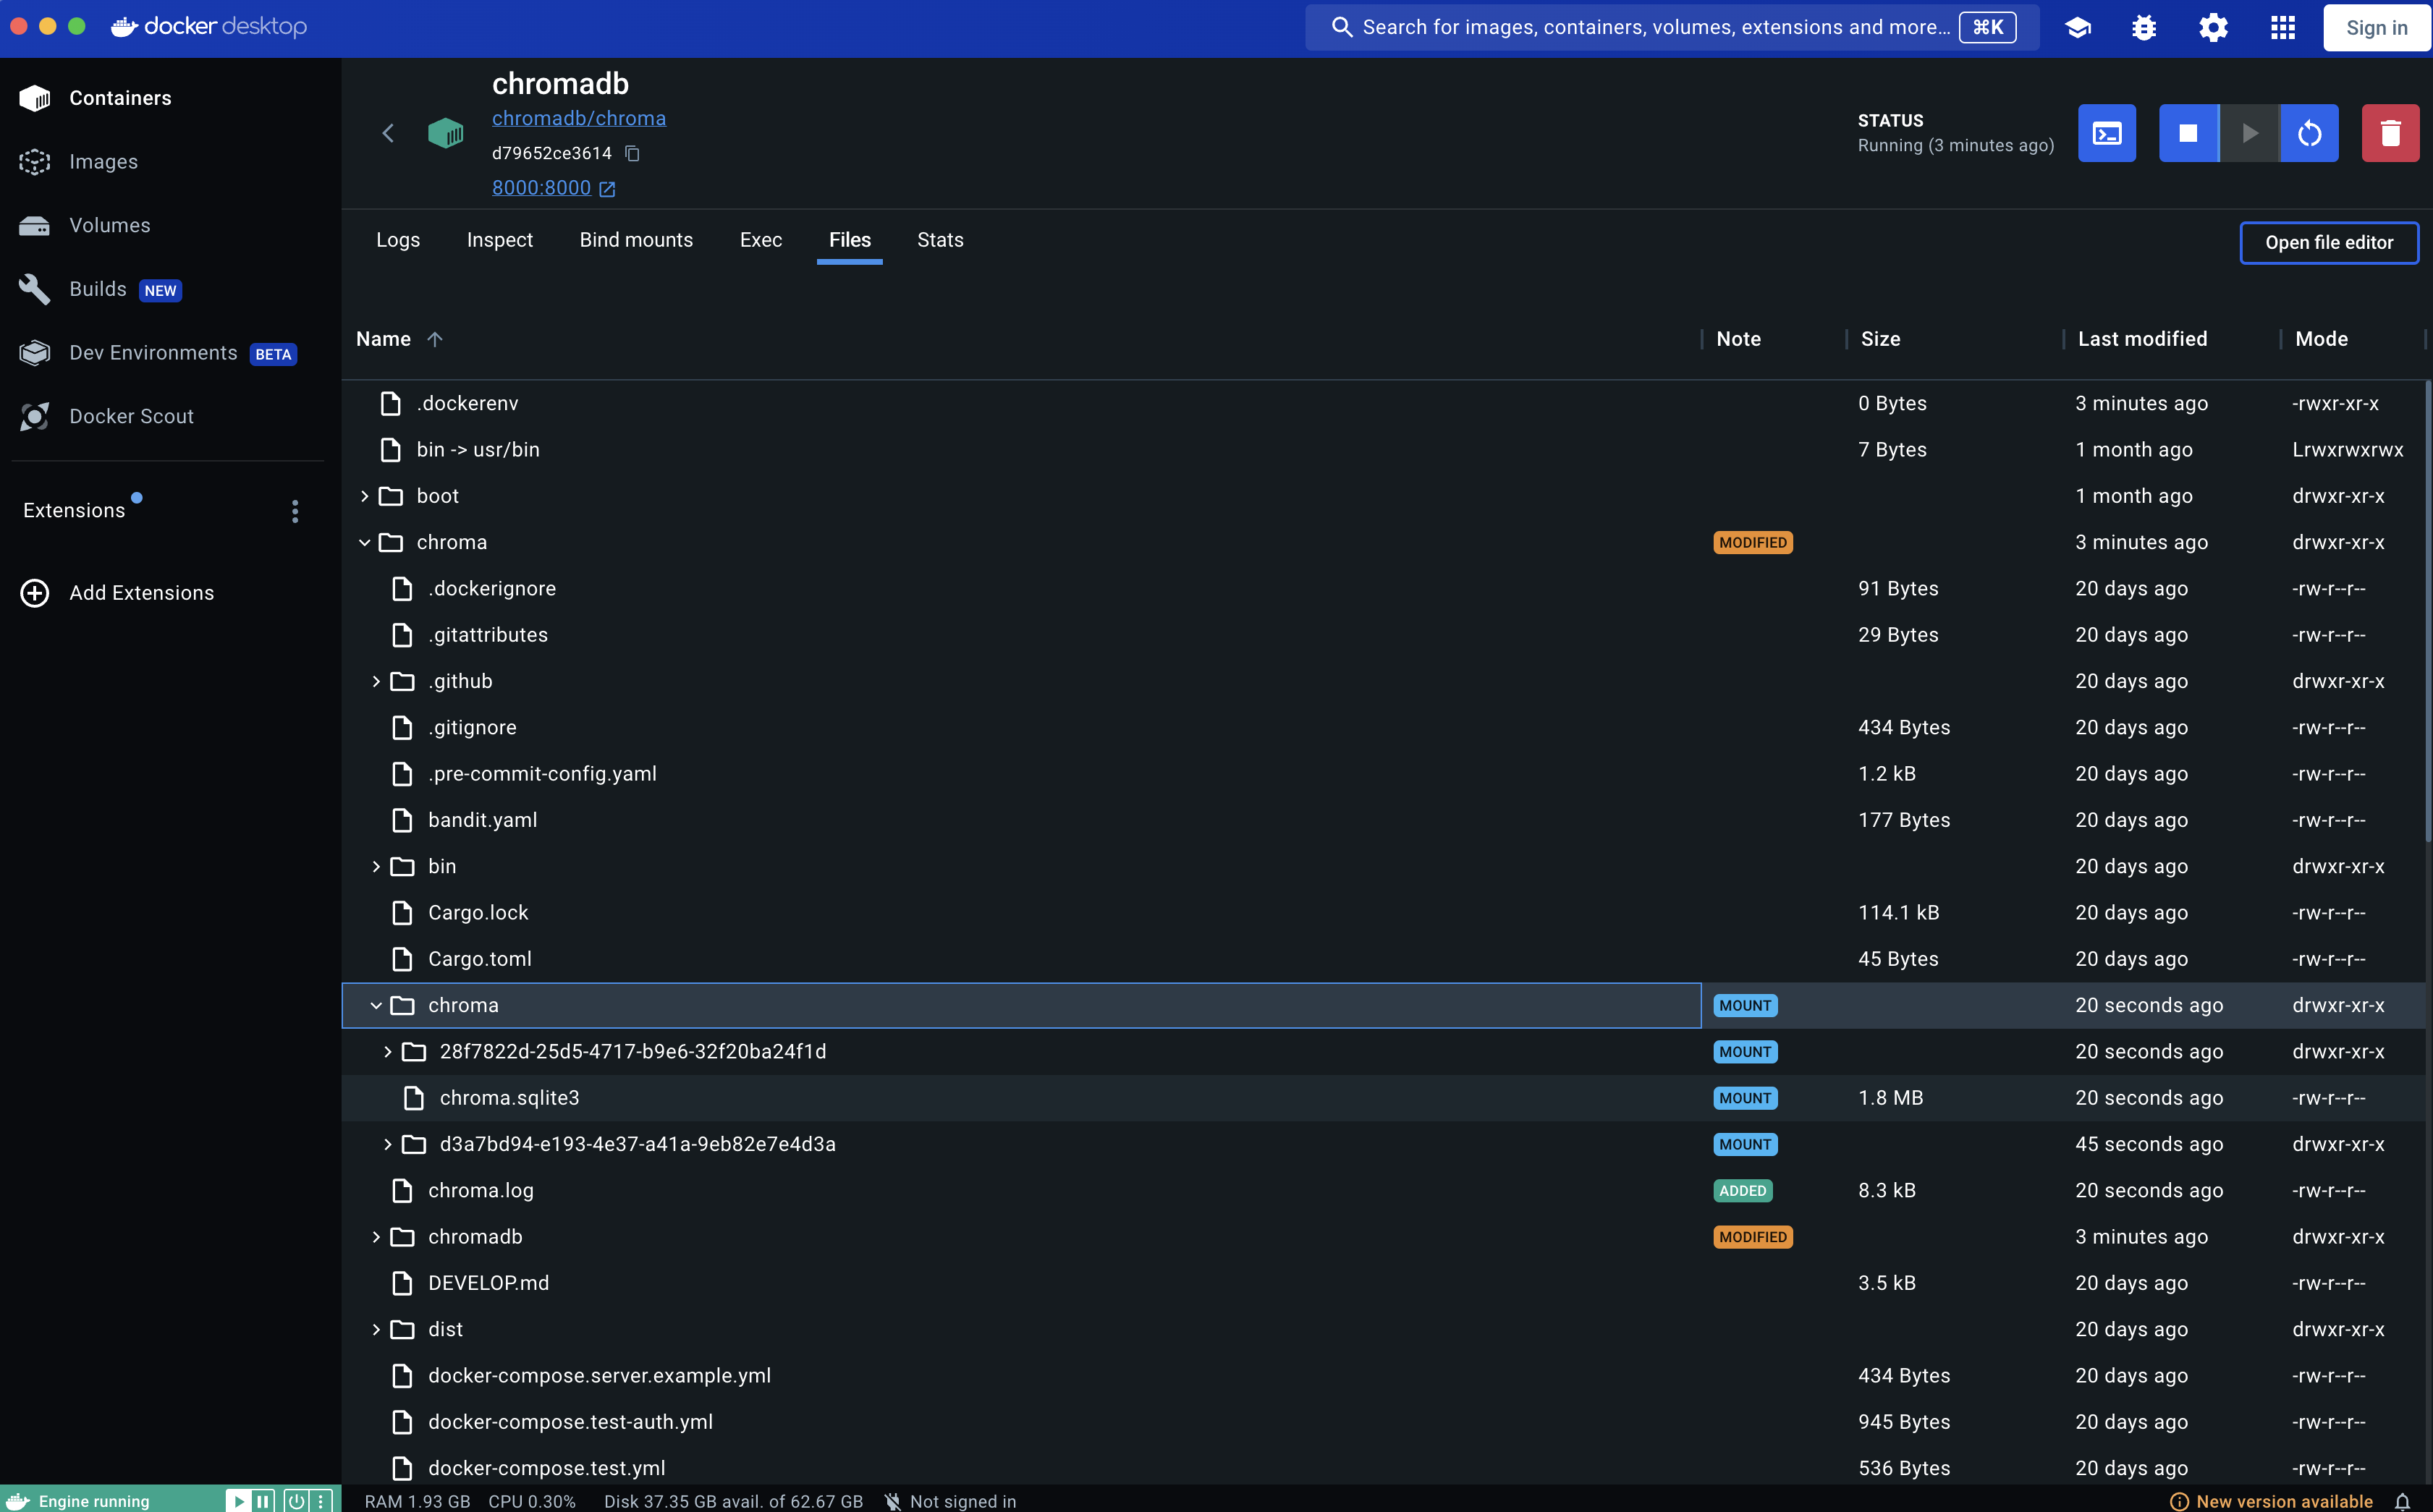 docker desktop
Search for images, containers, volumes, extensions and more... ⌘K
Sign in
Containers
Images
Volumes
Builds NEW
Dev Environments BETA
Docker Scout
Extensions
Add Extensions
chromadb
chromadb/chroma
d79652ce3614
8000:8000
STATUS
Running (3 minutes ago)
Logs Inspect Bind mounts Exec Files Stats
Open file editor
Name Note Size Last modified Mode
.dockerenv 0 Bytes 3 minutes ago -rwxr-xr-x
bin -> usr/bin 7 Bytes 1 month ago Lrwxrwxrwx
boot 1 month ago drwxr-xr-x
chroma MODIFIED 3 minutes ago drwxr-xr-x
.dockerignore 91 Bytes 20 days ago -rw-r--r--
.gitattributes 29 Bytes 20 days ago -rw-r--r--
.github 20 days ago drwxr-xr-x
.gitignore 434 Bytes 20 days ago -rw-r--r--
.pre-commit-config.yaml 1.2 kB 20 days ago -rw-r--r--
bandit.yaml 177 Bytes 20 days ago -rw-r--r--
bin 20 days ago drwxr-xr-x
Cargo.lock 114.1 kB 20 days ago -rw-r--r--
Cargo.toml 45 Bytes 20 days ago -rw-r--r--
chroma MOUNT 20 seconds ago drwxr-xr-x
28f7822d-25d5-4717-b9e6-32f20ba24f1d MOUNT 20 seconds ago drwxr-xr-x
chroma.sqlite3 MOUNT 1.8 MB 20 seconds ago -rw-r--r--
d3a7bd94-e193-4e37-a41a-9eb82e7e4d3a MOUNT 45 seconds ago drwxr-xr-x
chroma.log ADDED 8.3 kB 20 seconds ago -rw-r--r--
chromadb MODIFIED 3 minutes ago drwxr-xr-x
DEVELOP.md 3.5 kB 20 days ago -rw-r--r--
dist 20 days ago drwxr-xr-x
docker-compose.server.example.yml 434 Bytes 20 days ago -rw-r--r--
docker-compose.test-auth.yml 945 Bytes 20 days ago -rw-r--r--
docker-compose.test.yml 536 Bytes 20 days ago -rw-r--r--
Engine running RAM 1.93 GB CPU 0.30% Disk 37.35 GB avail. of 62.67 GB Not signed in New version available